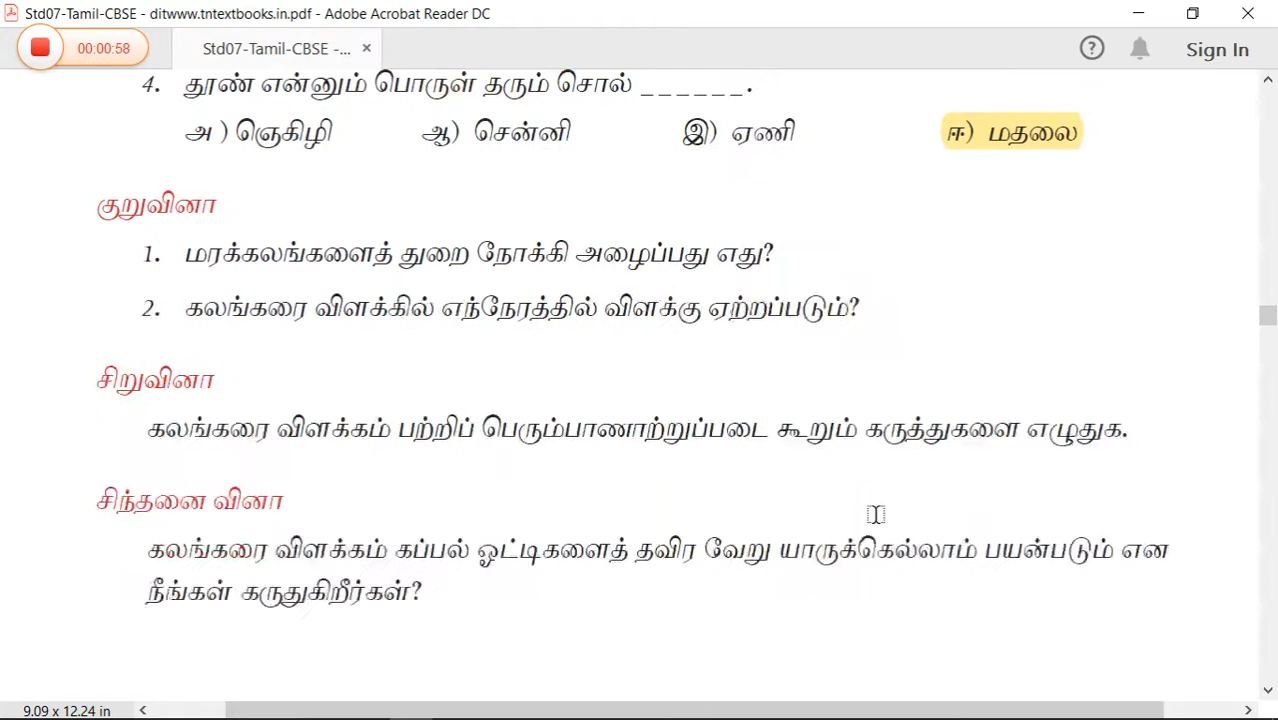 Std07-Tamil-CBSE - ditwww.tntextbooks.in.pdf - Adobe Acrobat Reader DC
00:00:58 Std07-Tamil-CBSE -... × Sign In
4. தூண் என்னும் பொருள் தரும் சொல் ______.
அ ) ஞெகிழி ஆ) சென்னி இ) ஏணி ஈ) மதலை
குறுவினா
1. மரக்கலங்களைத் துறை நோக்கி அழைப்பது எது?
2. கலங்கரை விளக்கில் எந்நேரத்தில் விளக்கு ஏற்றப்படும்?
சிறுவினா
கலங்கரை விளக்கம் பற்றிப் பெரும்பாணாற்றுப்படை கூறும் கருத்துகளை எழுதுக.
சிந்தனை வினா
கலங்கரை விளக்கம் கப்பல் ஓட்டிகளைத் தவிர வேறு யாருக்கெல்லாம் பயன்படும் என
நீங்கள் கருதுகிறீர்கள்?
9.09 x 12.24 in